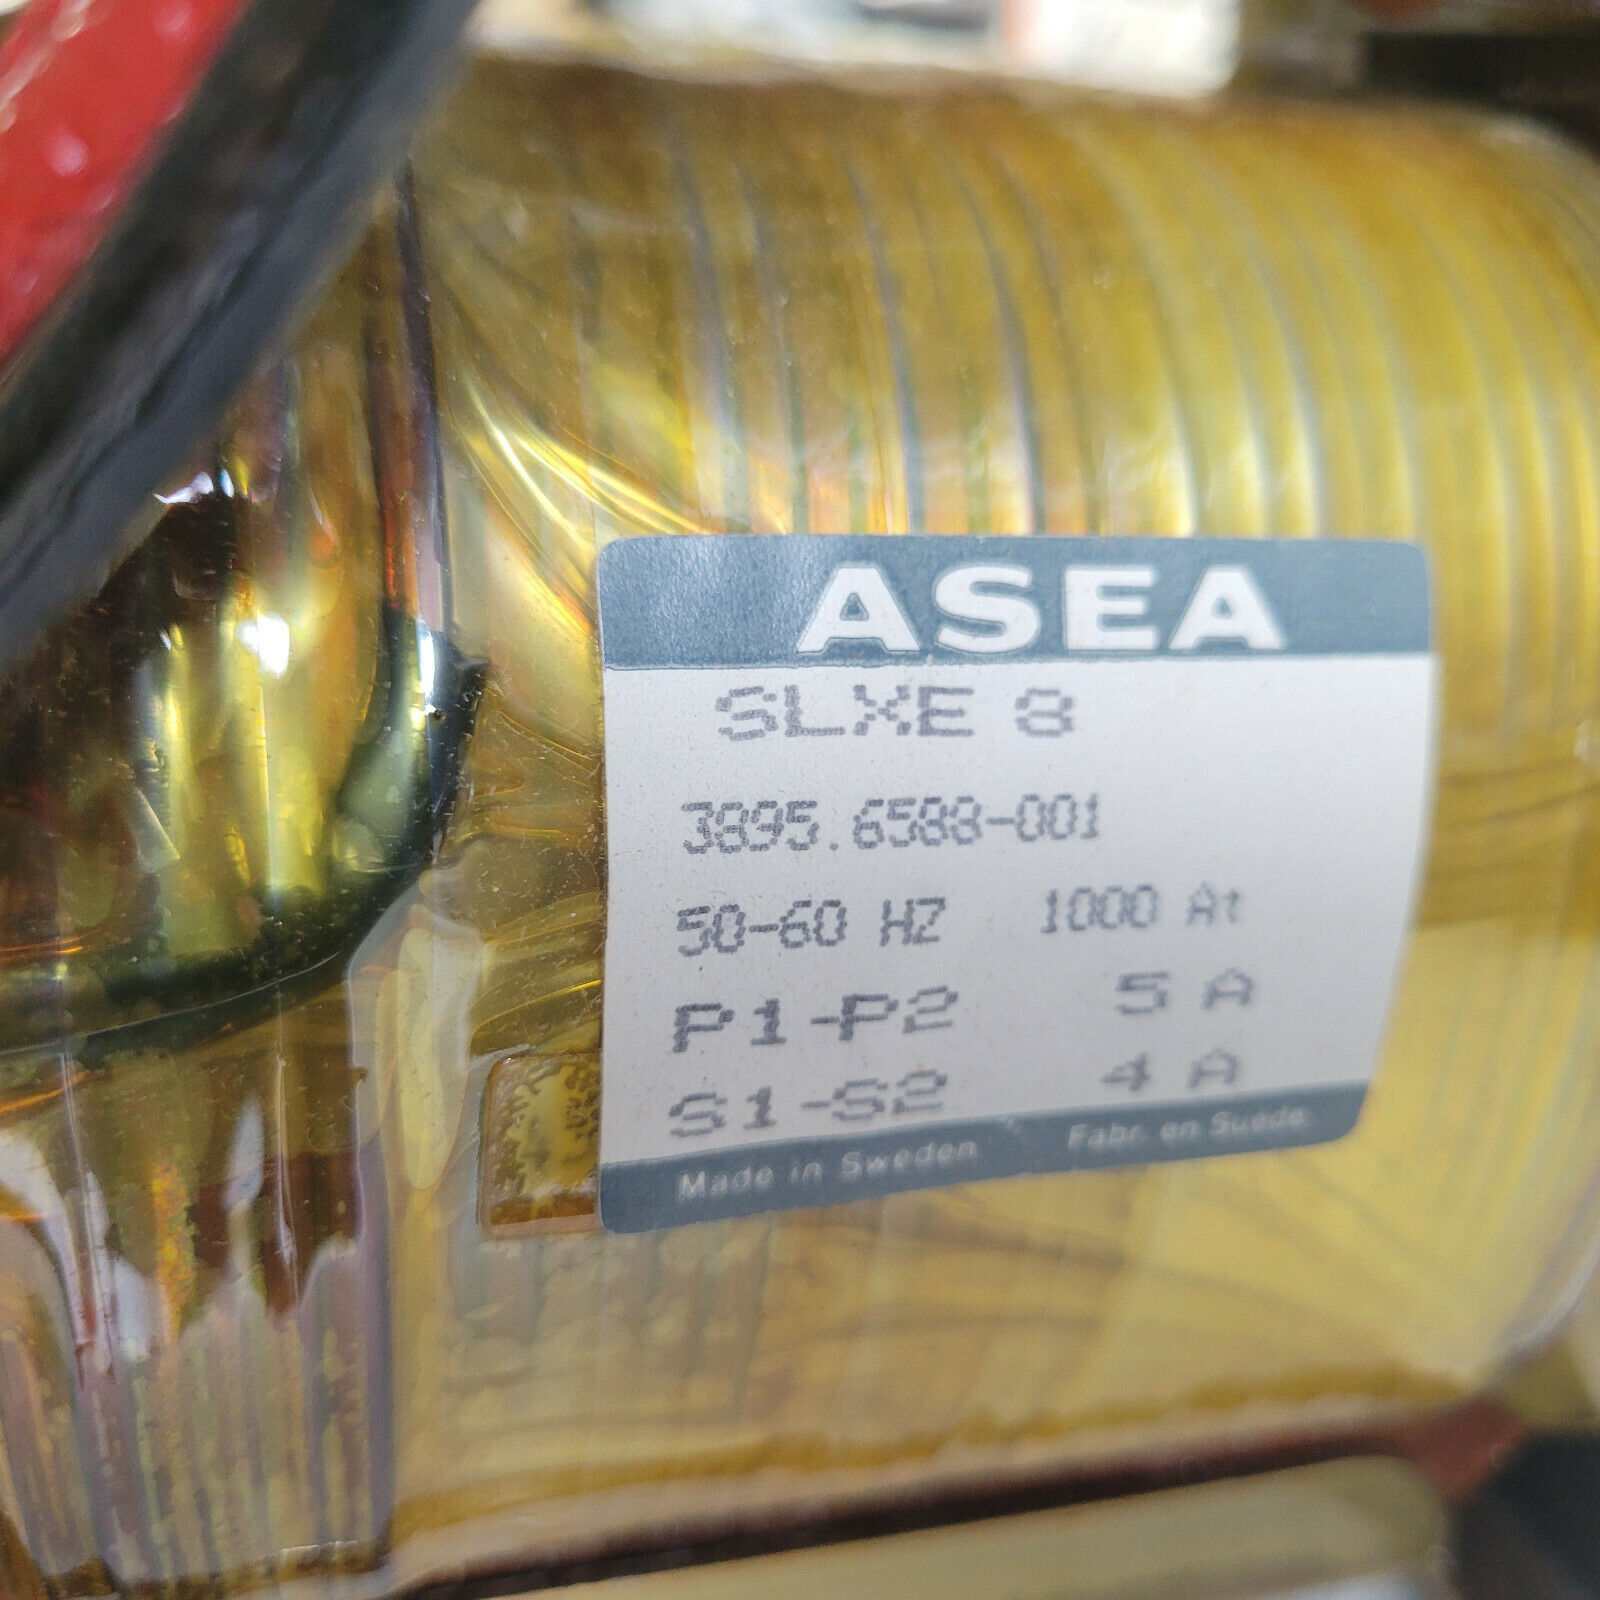 ASEA
SLXE 8
3895.6588-001
50-60 HZ 1000 At
P1-P2 5 A
S1-S2 4 A
Made in Sweden Fabr. en Suède